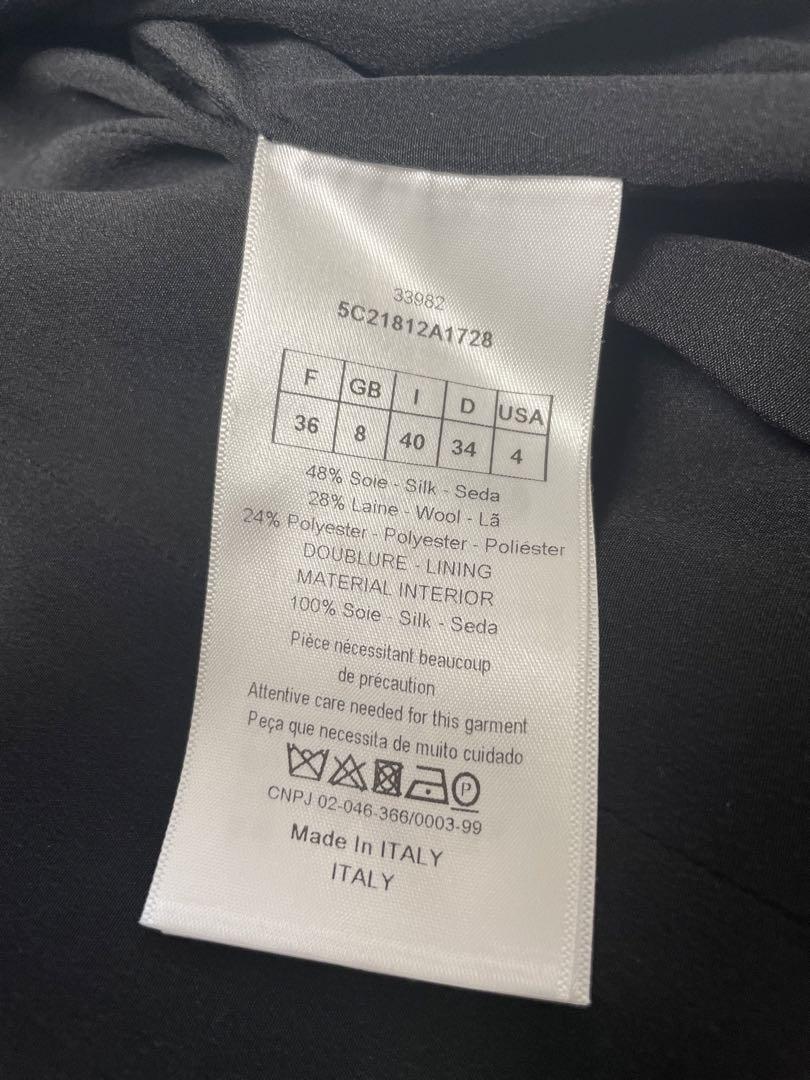 33982
5C21812A1728
F GB I D USA
36 8 40 34 4
48% Soie - Silk - Seda
28% Laine - Wool - Lã
24% Polyester - Polyester - Poliéster
DOUBLURE - LINING
MATERIAL INTERIOR
100% Soie - Silk - Seda
Pièce nécessitant beaucoup
de précaution
Attentive care needed for this garment
Peça que necessita de muito cuidado
P
CNPJ 02-046-366/0003-99
Made In ITALY
ITALY